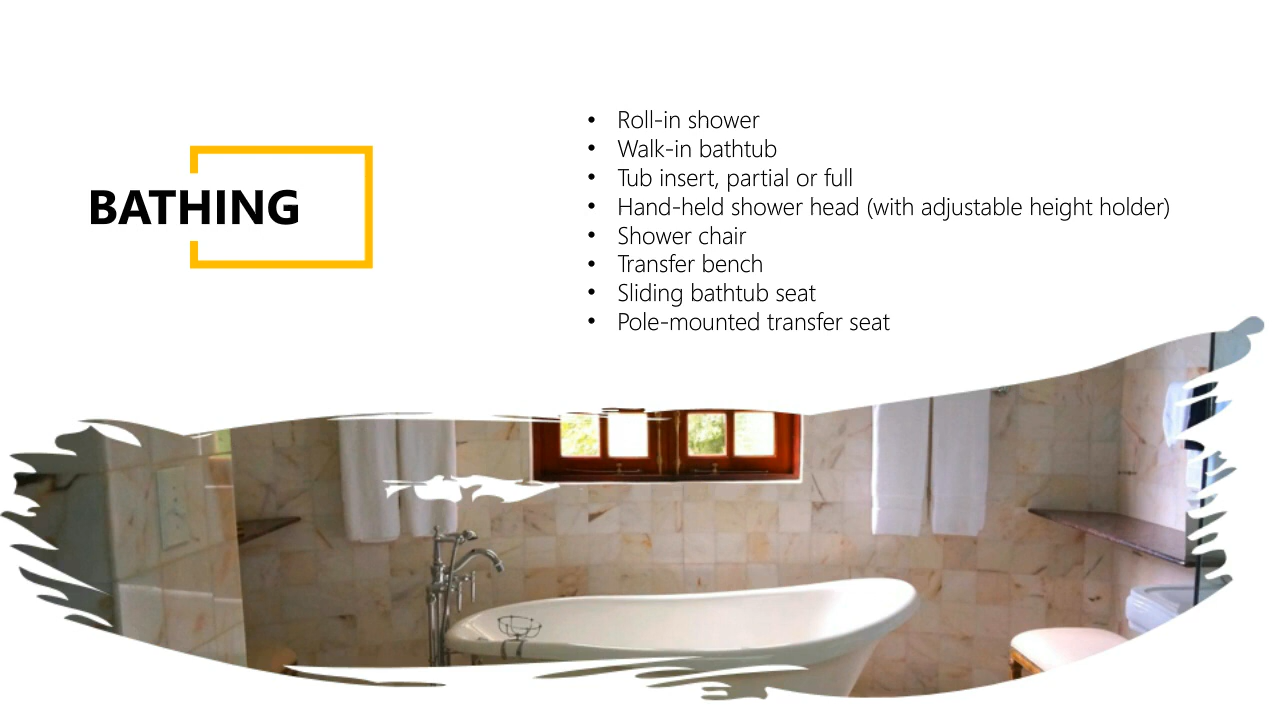 BATHING
• Roll-in shower
• Walk-in bathtub
• Tub insert, partial or full
• Hand-held shower head (with adjustable height holder)
• Shower chair
• Transfer bench
• Sliding bathtub seat
• Pole-mounted transfer seat